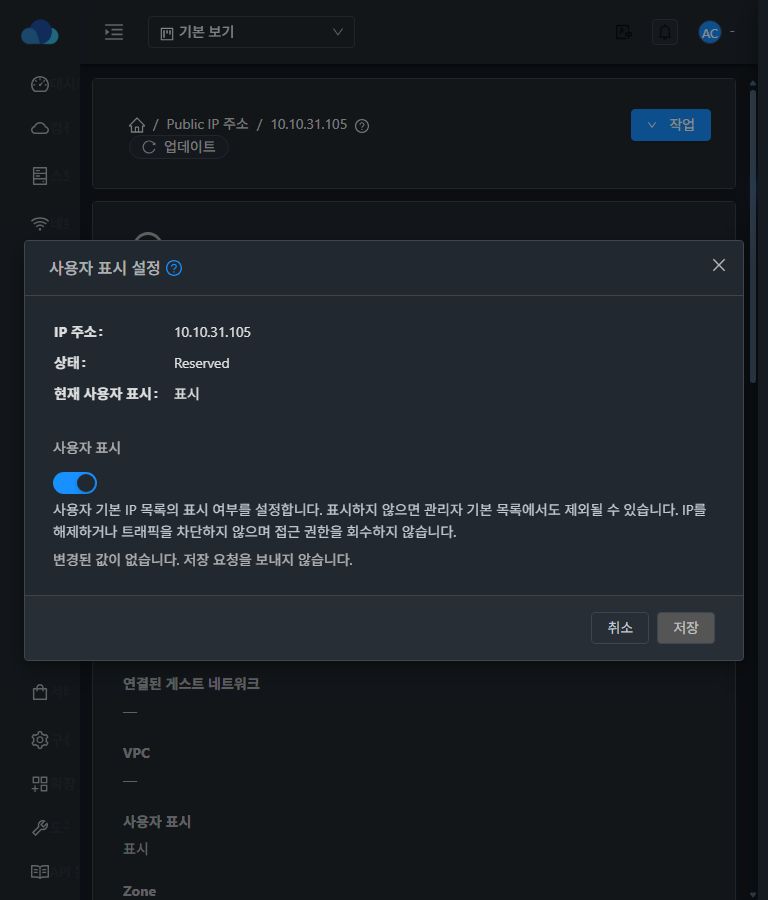 기본 보기
AC
/ Public IP 주소 / 10.10.31.105
작업
업데이트
사용자 표시 설정
IP 주소: 10.10.31.105
상태: Reserved
현재 사용자 표시: 표시
사용자 표시
사용자 기본 IP 목록의 표시 여부를 설정합니다. 표시하지 않으면 관리자 기본 목록에서도 제외될 수 있습니다. IP를
해제하거나 트래픽을 차단하지 않으며 접근 권한을 회수하지 않습니다.
변경된 값이 없습니다. 저장 요청을 보내지 않습니다.
취소 저장
연결된 게스트 네트워크
—
VPC
—
사용자 표시
표시
Zone